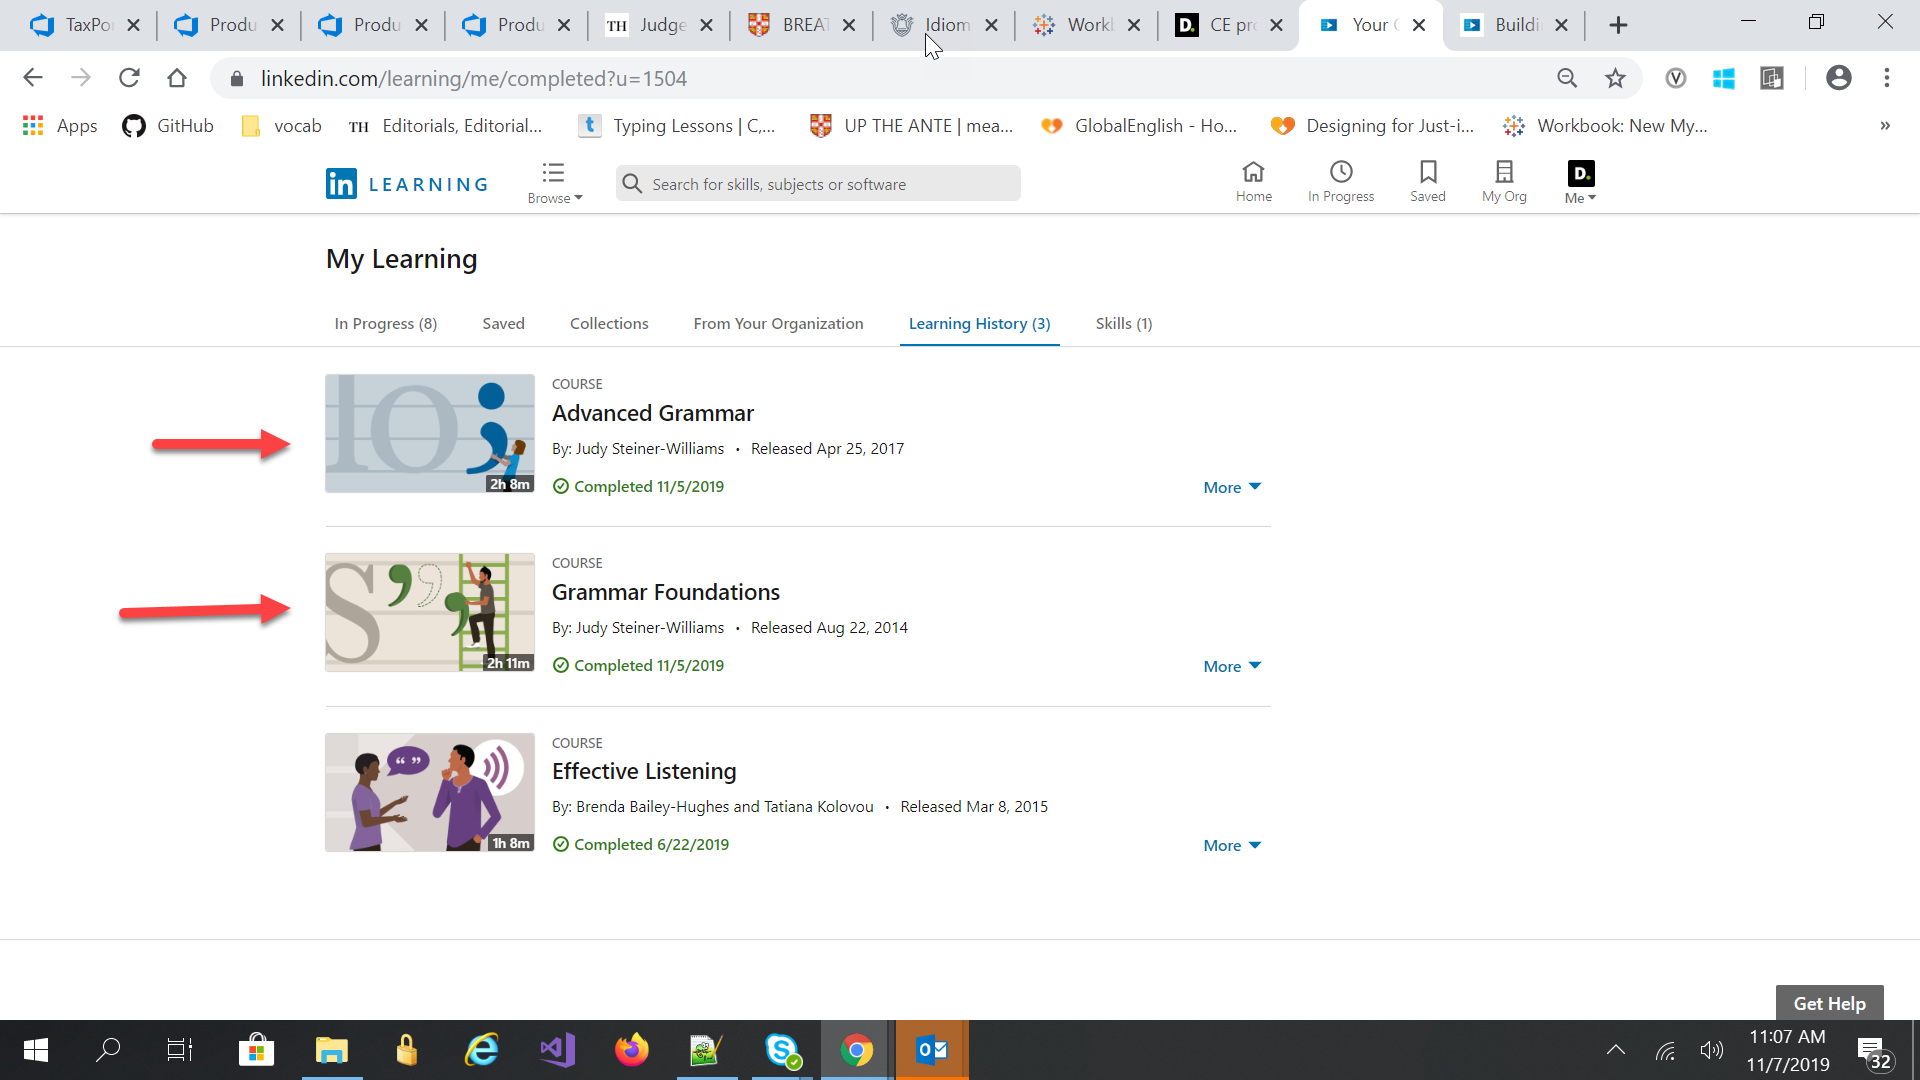 TaxPor Produ Produ Produ TH Judge BREAT Idiom Workb D. CE pro Your C Buildi
linkedin.com/learning/me/completed?u=1504
Apps GitHub vocab TH Editorials, Editorial... t Typing Lessons | C,... UP THE ANTE | mea... GlobalEnglish - Ho... Designing for Just-i... Workbook: New My... »
in LEARNING Browse Search for skills, subjects or software Home In Progress Saved My Org D. Me
My Learning
In Progress (8) Saved Collections From Your Organization Learning History (3) Skills (1)
lo;
2h 8m
COURSE
Advanced Grammar
By: Judy Steiner-Williams • Released Apr 25, 2017
Completed 11/5/2019 More
S’’
2h 11m
COURSE
Grammar Foundations
By: Judy Steiner-Williams • Released Aug 22, 2014
Completed 11/5/2019 More
“ ”
1h 8m
COURSE
Effective Listening
By: Brenda Bailey-Hughes and Tatiana Kolovou • Released Mar 8, 2015
Completed 6/22/2019 More
Get Help
11:07 AM
11/7/2019
32